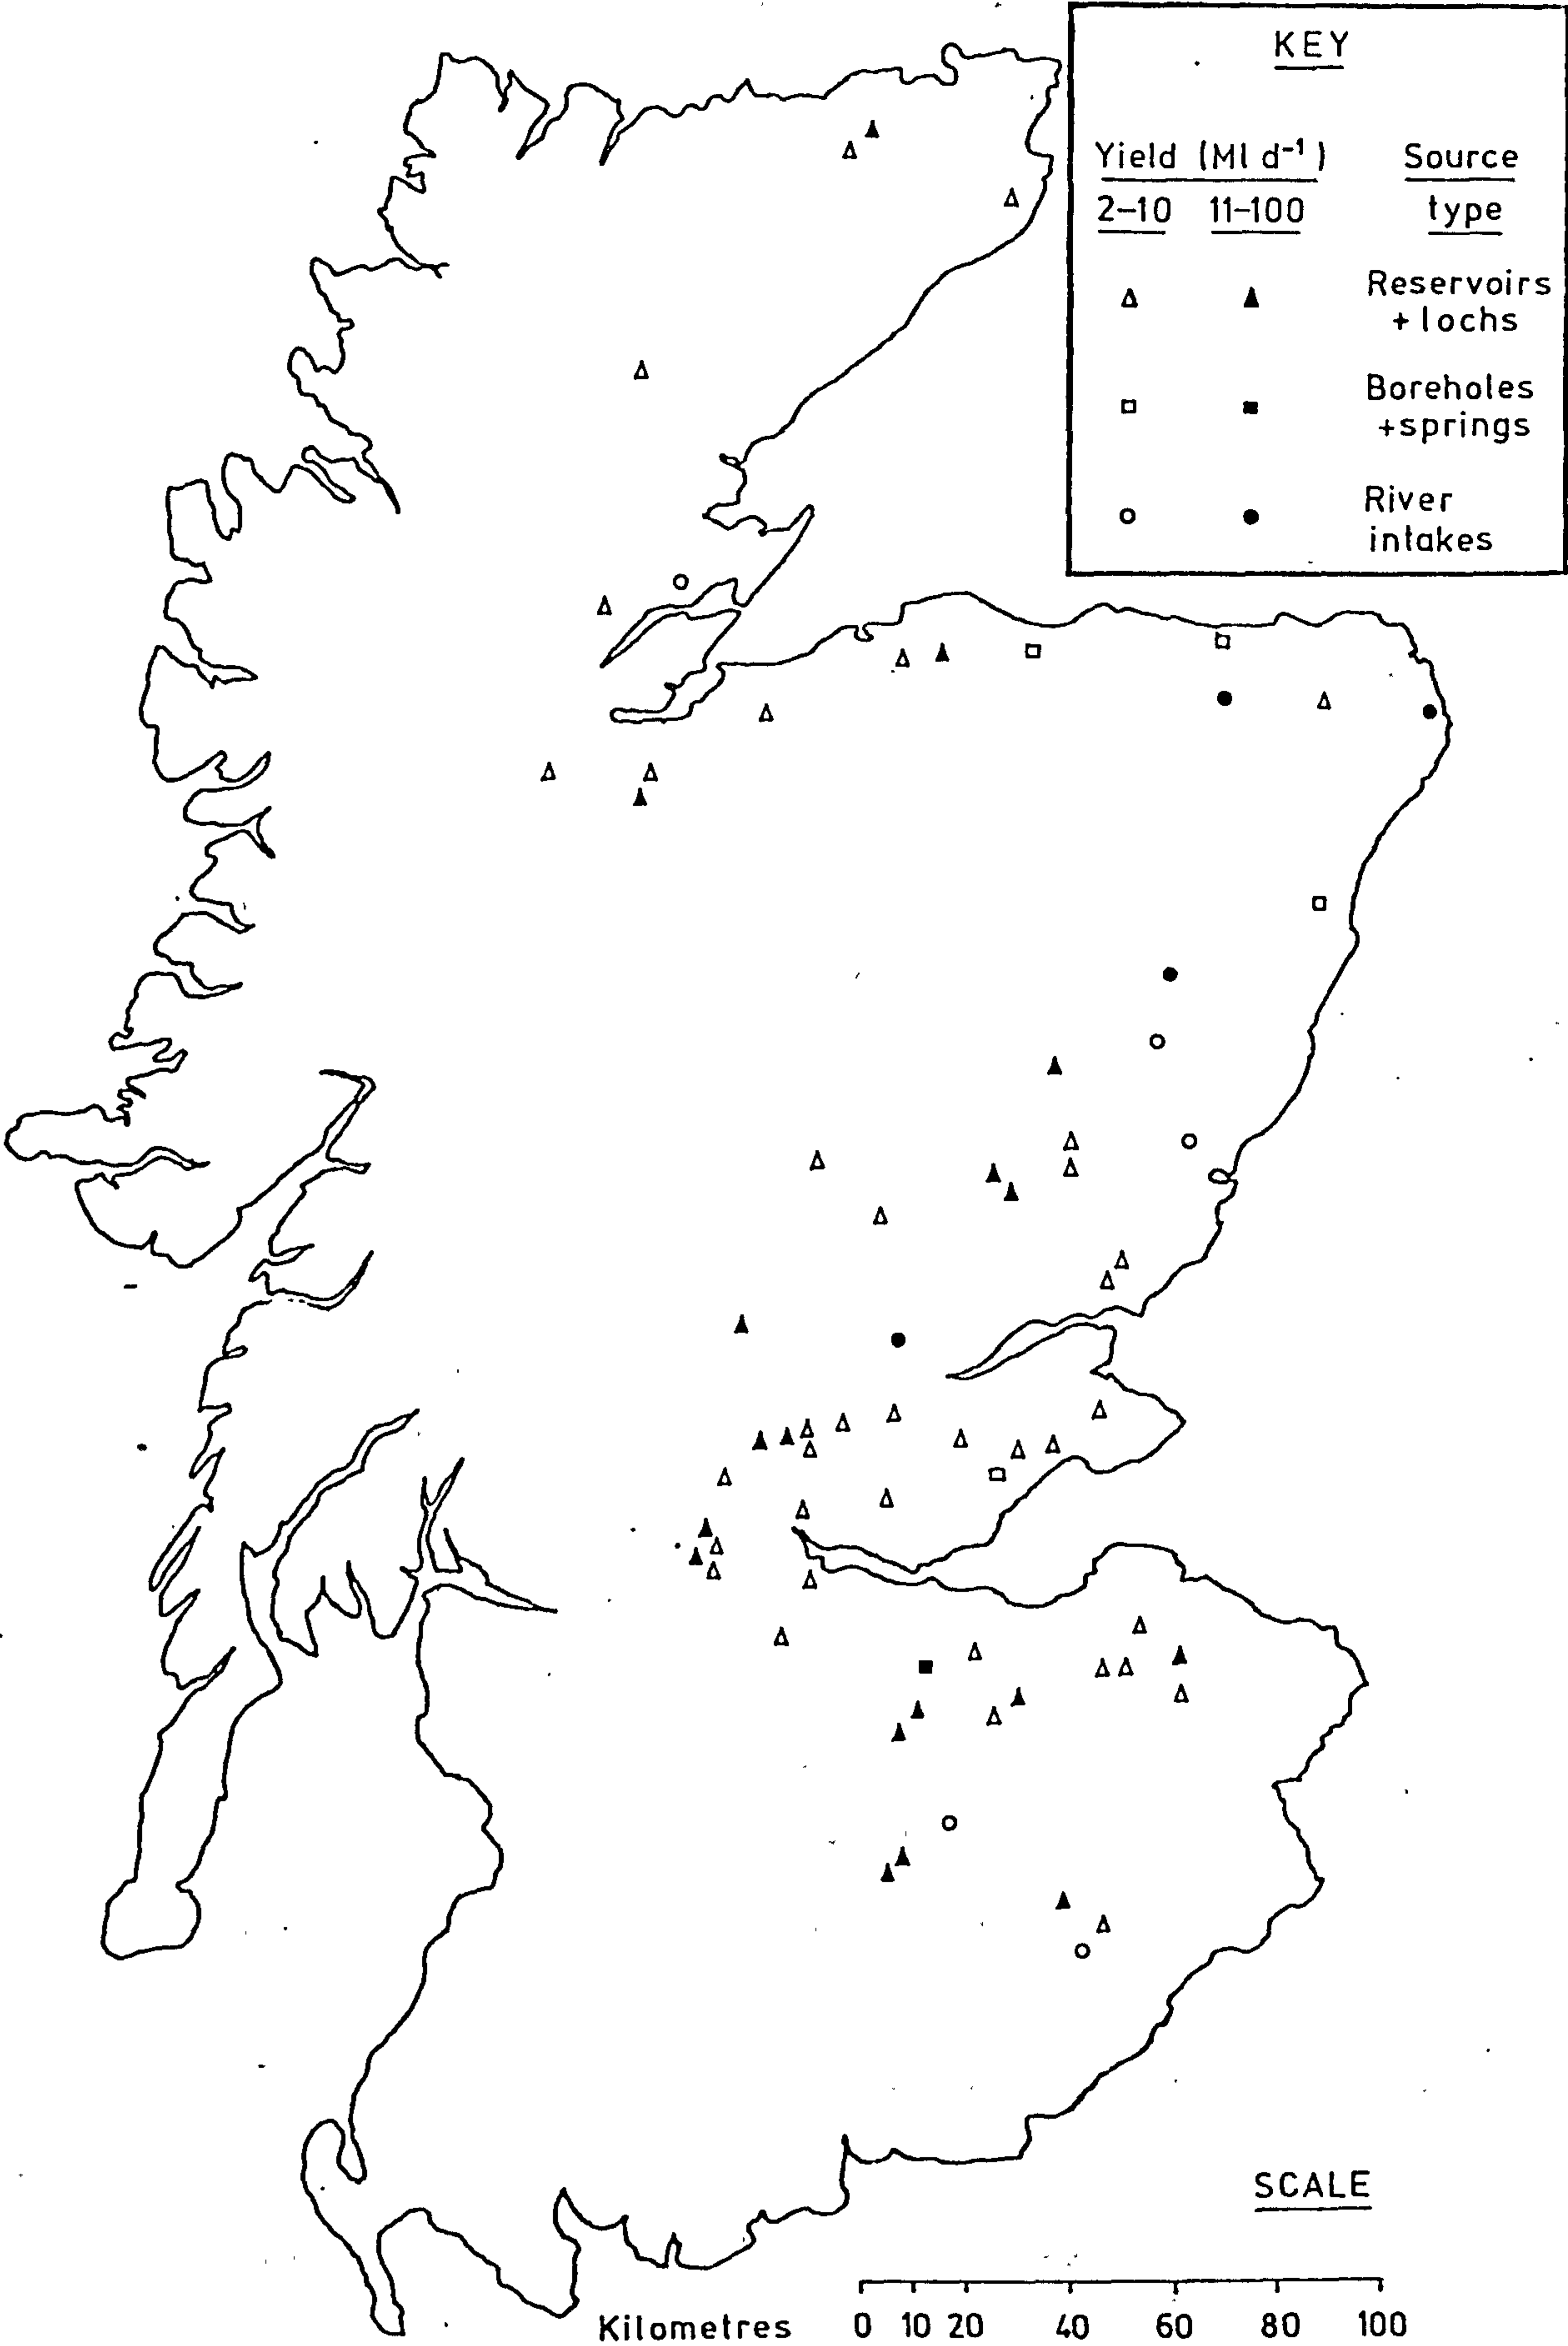 KEY
Yield (Ml d⁻¹) Source
2–10 11–100 type
Reservoirs
+ lochs
Boreholes
+springs
River
intakes
SCALE
Kilometres 0 10 20 40 60 80 100